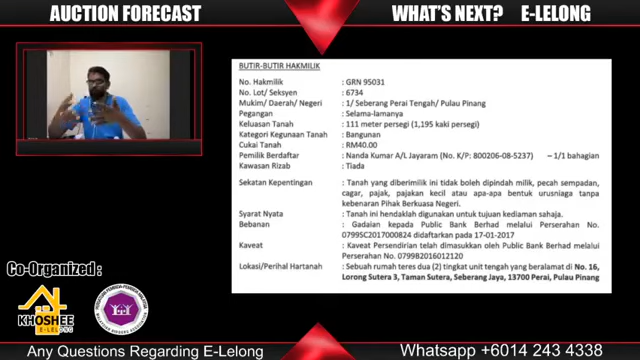 AUCTION FORECAST
WHAT'S NEXT? E-LELONG
BUTIR-BUTIR HAKMILIK
No. Hakmilik : GRN 95031
No. Lot/ Seksyen : 6734
Mukim/ Daerah/ Negeri : 1/ Seberang Perai Tengah/ Pulau Pinang
Pegangan : Selama-lamanya
Keluasan Tanah : 111 meter persegi (1,195 kaki persegi)
Kategori Kegunaan Tanah : Bangunan
Cukai Tanah : RM40.00
Pemilik Berdaftar : Nanda Kumar A/L Jayaram (No. K/P: 800206-08-5237) – 1/1 bahagian
Kawasan Rizab : Tiada
Sekatan Kepentingan : Tanah yang diberimilik ini tidak boleh dipindah milik, pecah sempadan,
cagar, pajak, pajakan kecil atau apa-apa bentuk urusniaga tanpa
kebenaran Pihak Berkuasa Negeri.
Syarat Nyata : Tanah ini hendaklah digunakan untuk tujuan kediaman sahaja.
Bebanan : Gadaian kepada Public Bank Berhad melalui Perserahan No.
0799SC2017000824 didaftarkan pada 17-01-2017
Kaveat : Kaveat Persendirian telah dimasukkan oleh Public Bank Berhad melalui
Perserahan No. 0799B2016012120
Lokasi/Perihal Hartanah : Sebuah rumah teres dua (2) tingkat unit tengah yang beralamat di No. 16,
Lorong Sutera 3, Taman Sutera, Seberang Jaya, 13700 Perai, Pulau Pinang
Co-Organized :
KHOSHEE
E-LELONG
Any Questions Regarding E-Lelong
Whatsapp +6014 243 4338